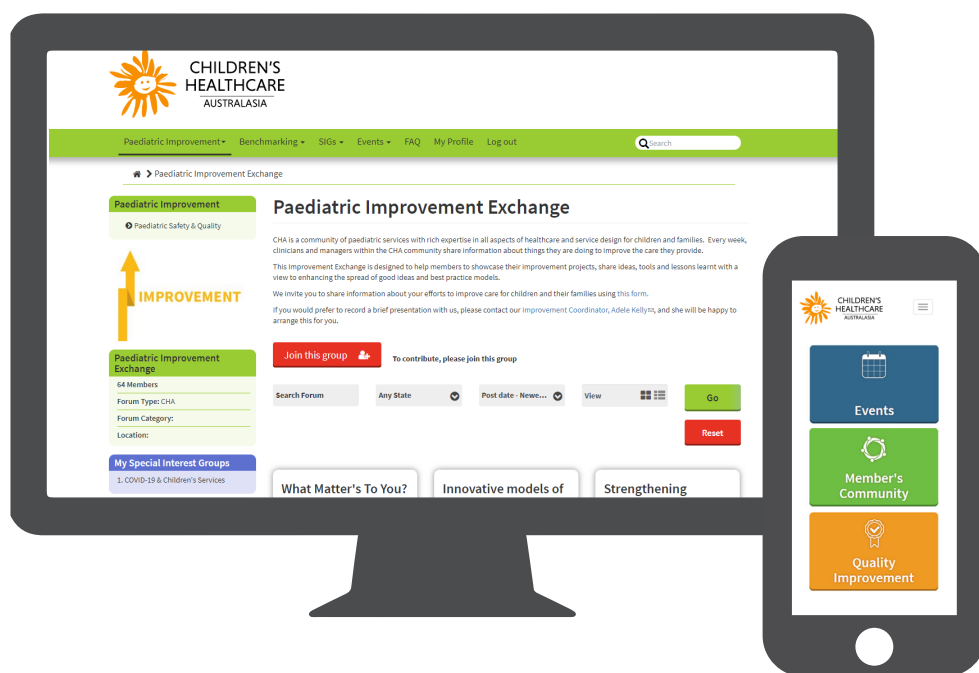 CHILDREN'S
HEALTHCARE
AUSTRALASIA
Paediatric Improvement Benchmarking SIGs Events FAQ My Profile Log out Search
Paediatric Improvement Exchange
Paediatric Improvement
Paediatric Safety & Quality
IMPROVEMENT
Paediatric Improvement
Exchange
64 Members
Forum Type: CHA
Forum Category:
Location:
My Special Interest Groups
1. COVID-19 & Children's Services
Paediatric Improvement Exchange
CHA is a community of paediatric services with rich expertise in all aspects of healthcare and service design for children and families. Every week,
clinicians and managers within the CHA community share information about things they are doing to improve the care they provide.
This Improvement Exchange is designed to help members to showcase their improvement projects, share ideas, tools and lessons learnt with a
view to enhancing the spread of good ideas and best practice models.
We invite you to share information about your efforts to improve care for children and their families using this form.
If you would prefer to record a brief presentation with us, please contact our Improvement Coordinator, Adele Kelly, and she will be happy to
arrange this for you.
Join this group To contribute, please join this group
Search Forum Any State Post date - Newe... View Go
Reset
What Matter's To You? Innovative models of Strengthening
CHILDREN'S
HEALTHCARE
AUSTRALASIA
Events
Member's
Community
Quality
Improvement